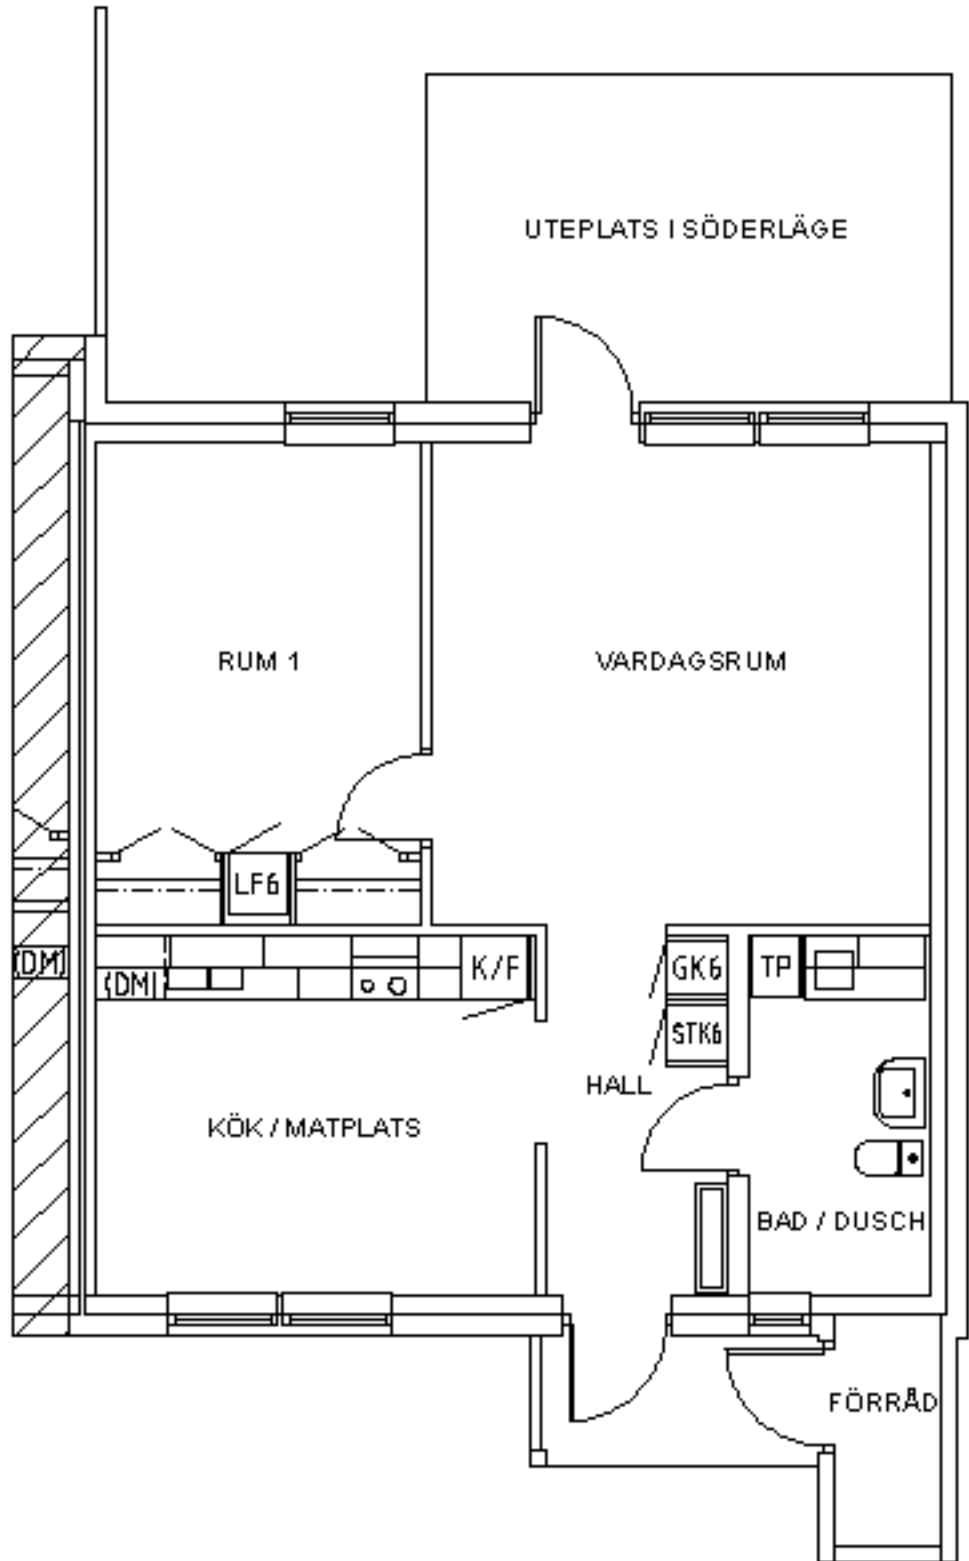 UTEPLATS I SÖDERLÄGE
RUM 1
VARDAGSRUM
LF6
(DM)
(DM)
K/F
GK6
TP
STK6
HALL
KÖK / MATPLATS
BAD / DUSCH
FÖRRÅD